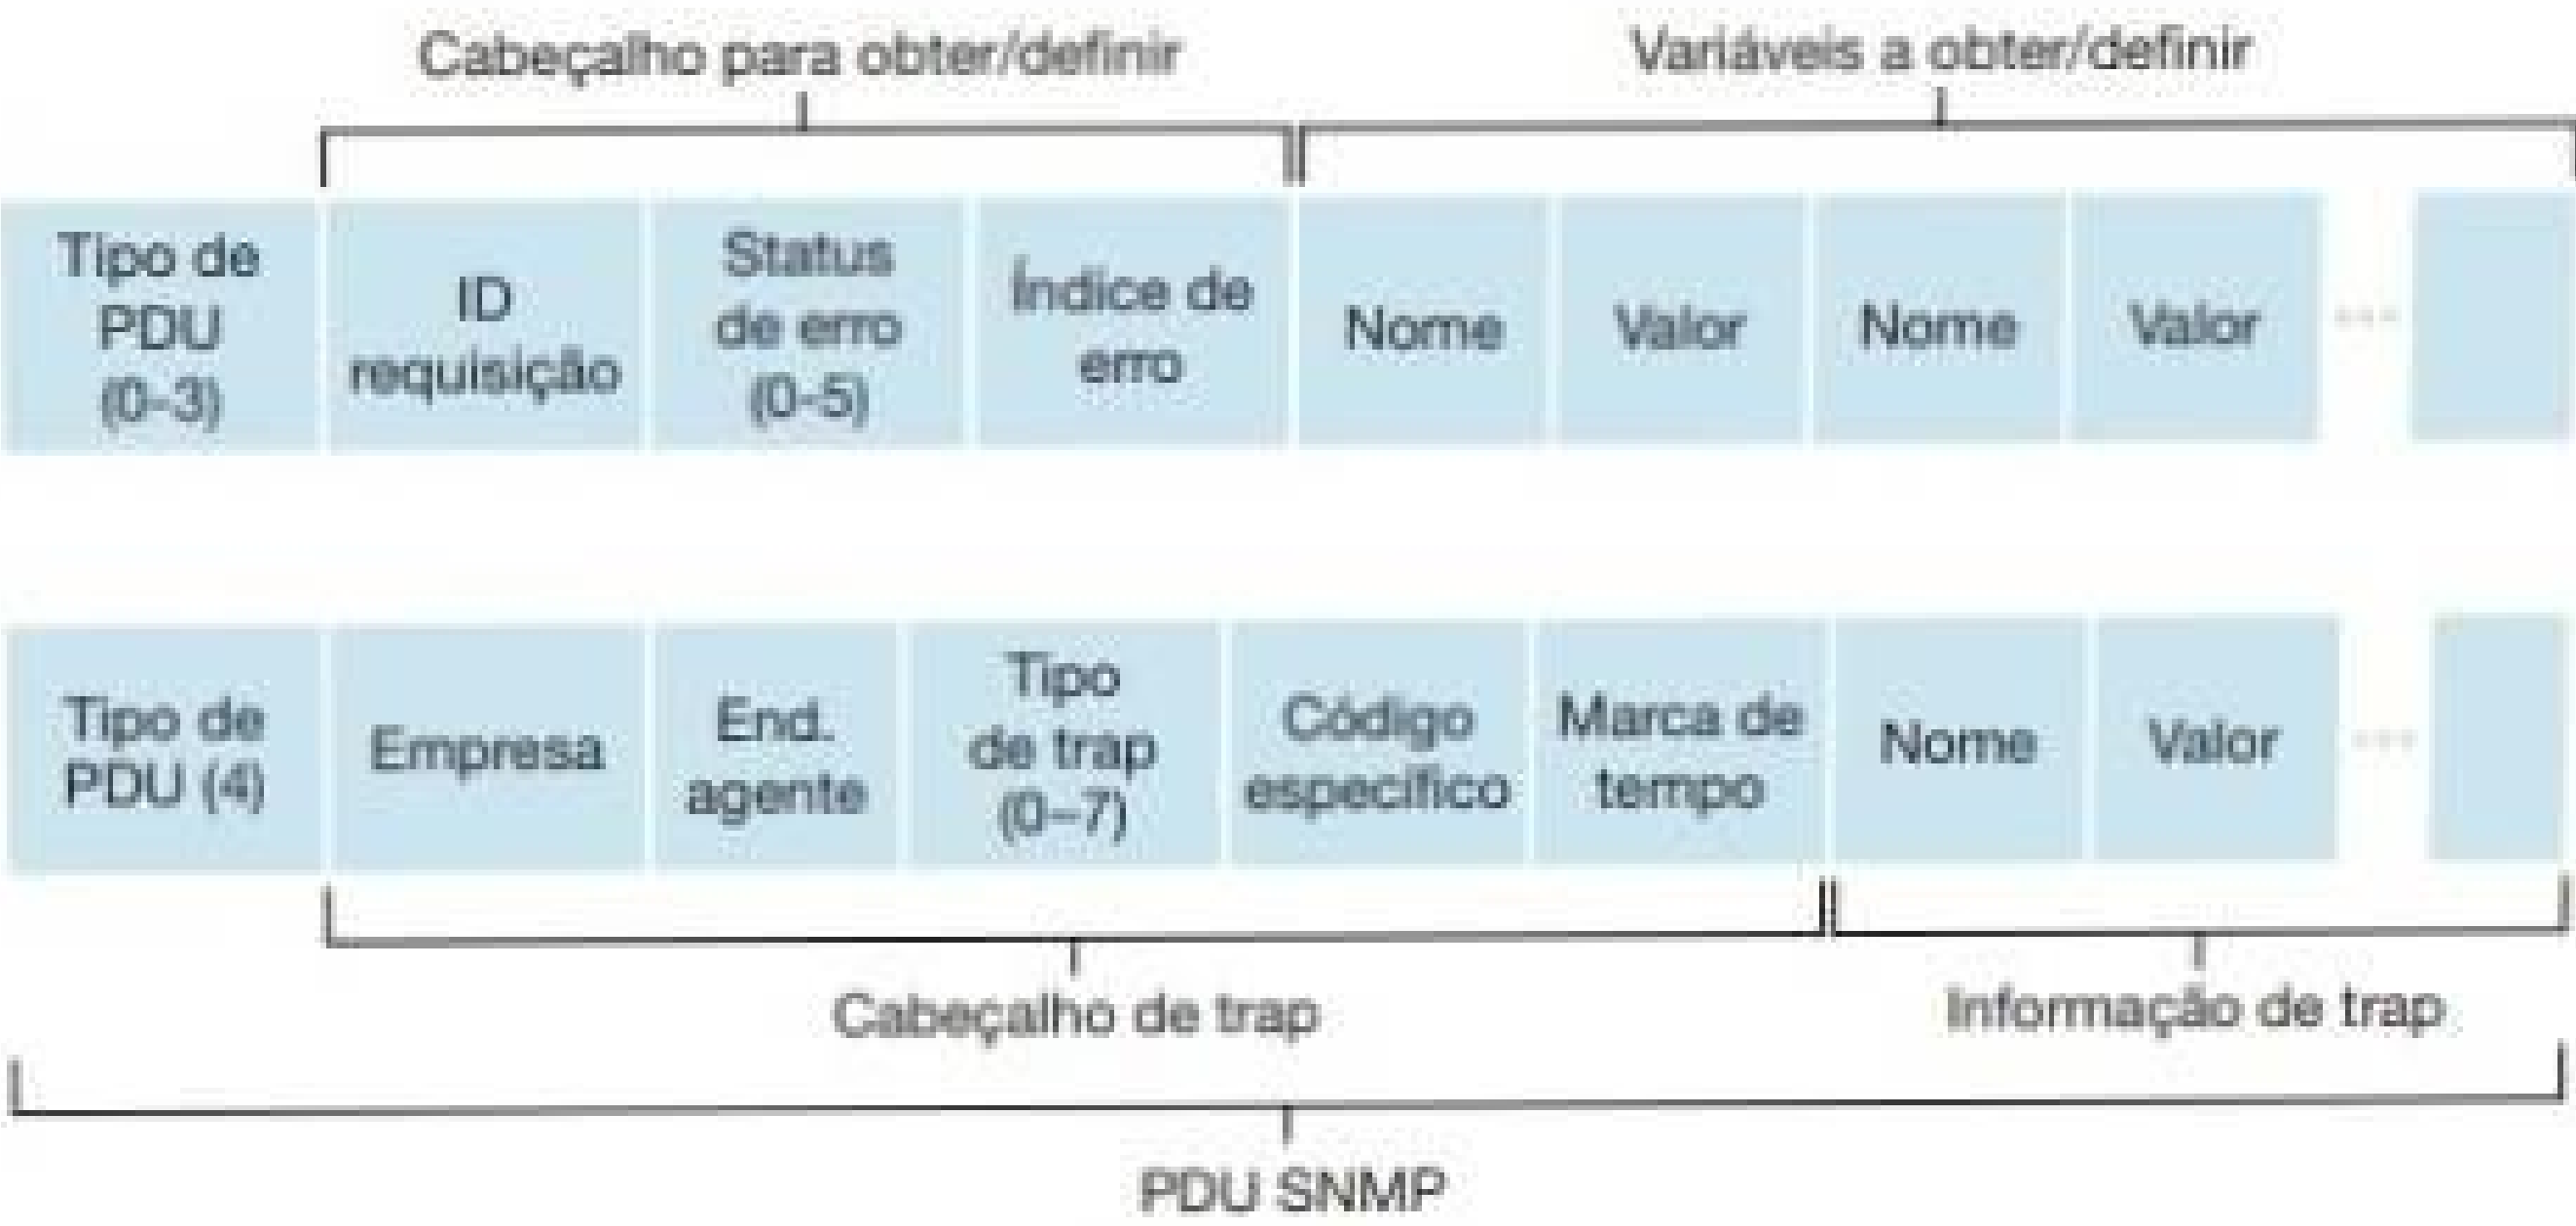 Cabeçalho para obter/definir
Variáveis a obter/definir
Tipo de
PDU
(0-3)
ID
requisição
Status
de erro
(0-5)
Índice de
erro
Nome
Valor
Nome
Valor
...
Tipo de
PDU (4)
Empresa
End.
agente
Tipo
de trap
(0–7)
Código
específico
Marca de
tempo
Nome
Valor
...
Cabeçalho de trap
Informação de trap
PDU SNMP